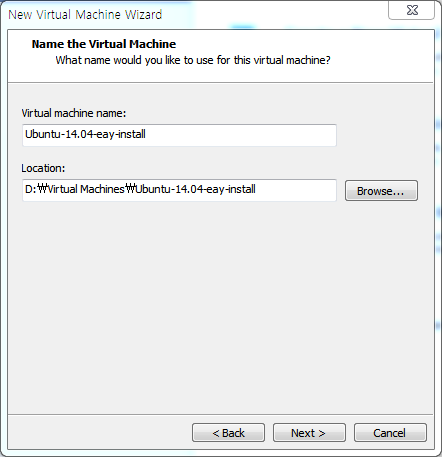 New Virtual Machine Wizard
Name the Virtual Machine
What name would you like to use for this virtual machine?
Virtual machine name:
Ubuntu-14.04-eay-install
Location:
D:₩Virtual Machines₩Ubuntu-14.04-eay-install
Browse...
< Back
Next >
Cancel